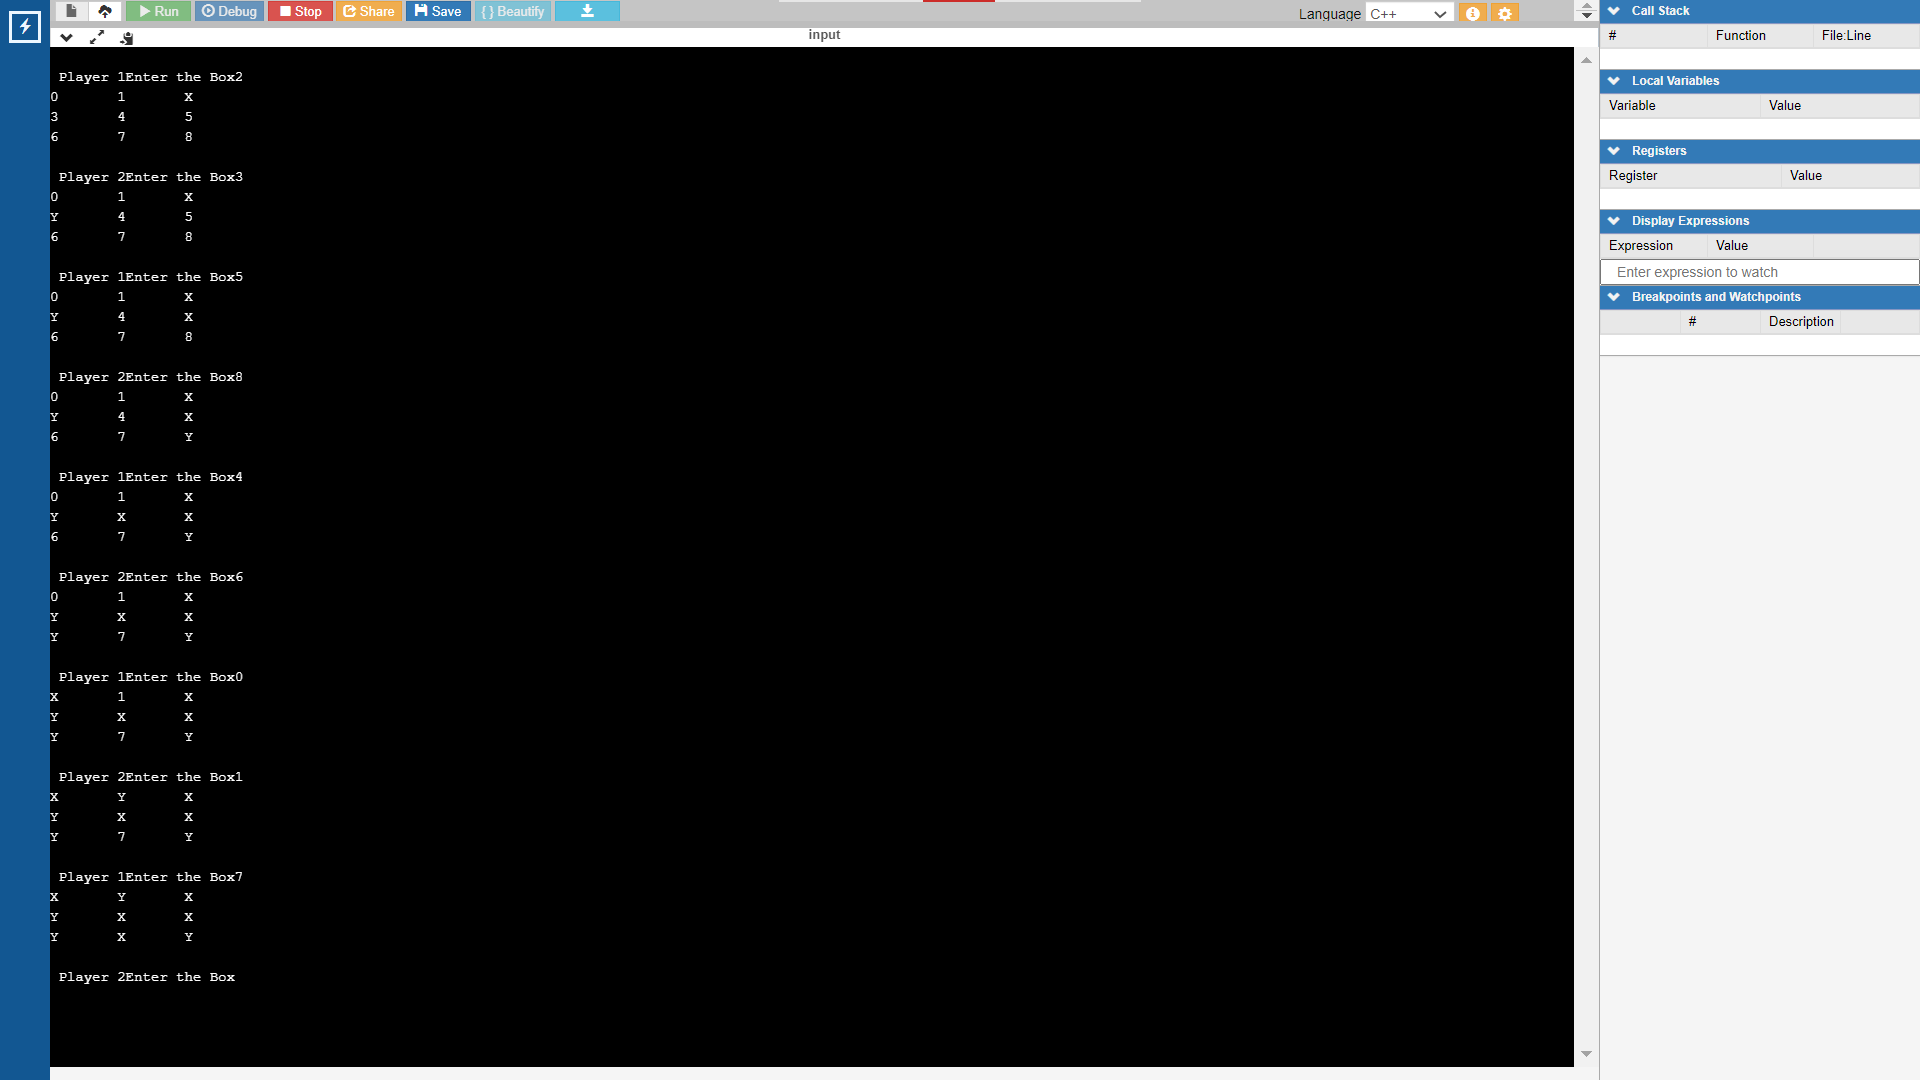 Run Debug Stop Share Save { } Beautify Language C++
input
Player 1Enter the Box2
0 1 X
3 4 5
6 7 8
Player 2Enter the Box3
0 1 X
Y 4 5
6 7 8
Player 1Enter the Box5
0 1 X
Y 4 X
6 7 8
Player 2Enter the Box8
0 1 X
Y 4 X
6 7 Y
Player 1Enter the Box4
0 1 X
Y X X
6 7 Y
Player 2Enter the Box6
0 1 X
Y X X
Y 7 Y
Player 1Enter the Box0
X 1 X
Y X X
Y 7 Y
Player 2Enter the Box1
X Y X
Y X X
Y 7 Y
Player 1Enter the Box7
X Y X
Y X X
Y X Y
Player 2Enter the Box
Call Stack
# Function File:Line
Local Variables
Variable Value
Registers
Register Value
Display Expressions
Expression Value
Enter expression to watch
Breakpoints and Watchpoints
# Description